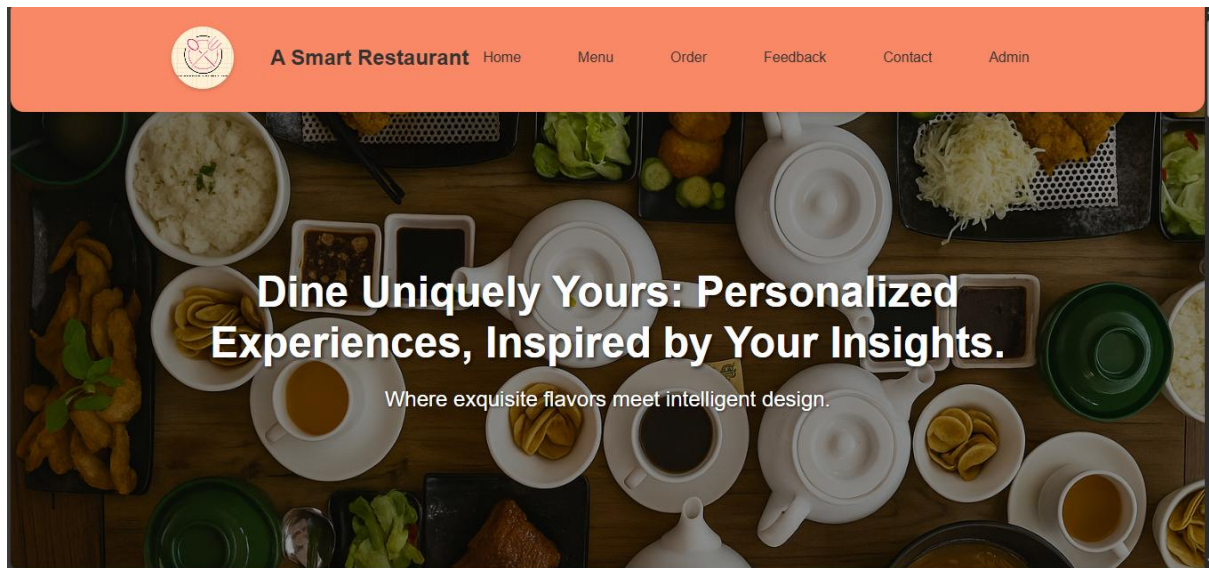 A Smart Restaurant Home Menu Order Feedback Contact Admin
Dine Uniquely Yours: Personalized
Experiences, Inspired by Your Insights.
Where exquisite flavors meet intelligent design.